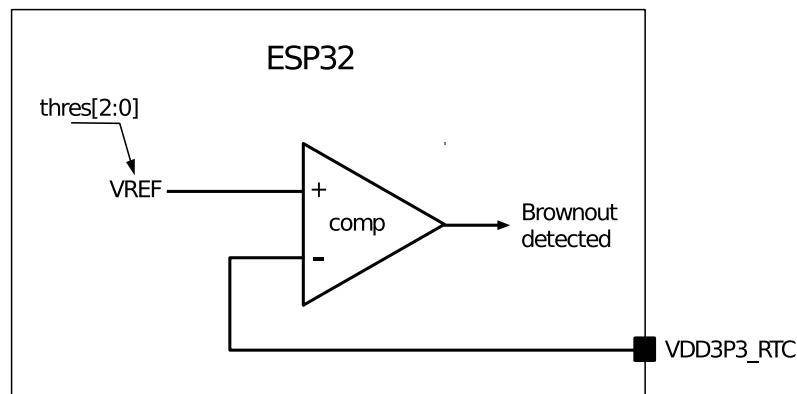 ESP32
thres[2:0]
VREF
+
comp
-
Brownout
detected
VDD3P3_RTC